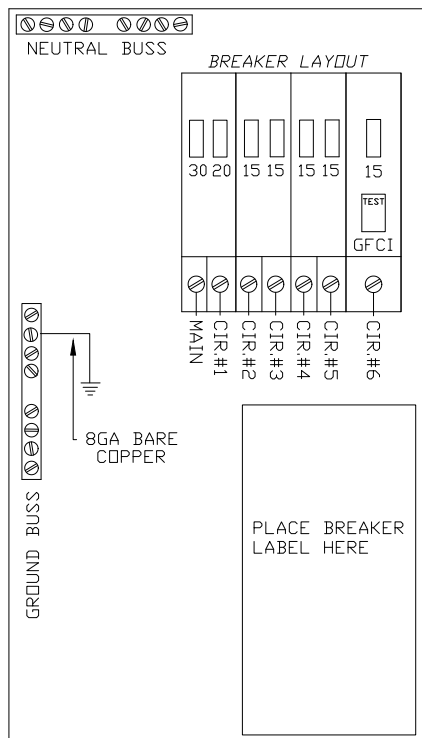 NEUTRAL BUSS
BREAKER LAYOUT
30 20 15 15 15 15 15
TEST
GFCI
MAIN
CIR.#1
CIR.#2
CIR.#3
CIR.#4
CIR.#5
CIR.#6
8GA BARE
COPPER
GROUND BUSS
PLACE BREAKER
LABEL HERE